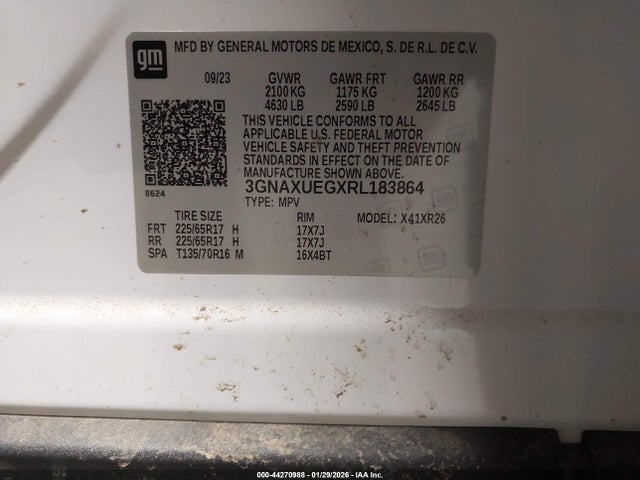 gm MFD BY GENERAL MOTORS DE MEXICO, S. DE R.L. DE C.V.
09/23 GVWR GAWR FRT GAWR RR
2100 KG 1175 KG 1200 KG
4630 LB 2590 LB 2645 LB
THIS VEHICLE CONFORMS TO ALL
APPLICABLE U.S. FEDERAL MOTOR
VEHICLE SAFETY AND THEFT PREVENTION
STANDARDS IN EFFECT ON THE DATE
OF MANUFACTURE SHOWN ABOVE.
3GNAXUEGXRL183864
8624
TYPE: MPV
TIRE SIZE RIM MODEL: X41XR26
FRT 225/65R17 H 17X7J
RR 225/65R17 H 17X7J
SPA T135/70R16 M 16X4BT
000-44270988 - 01/29/2026 - IAA Inc.